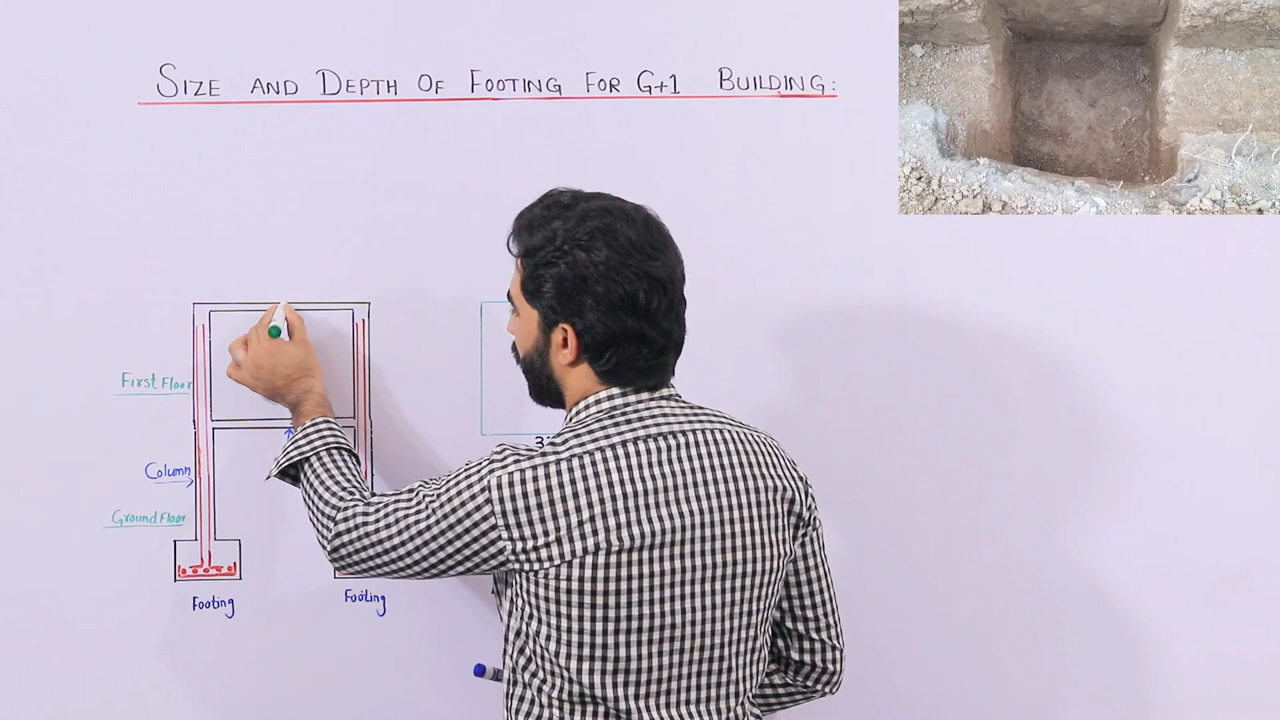 SIZE AND DEPTH OF FOOTING FOR G+1 BUILDING:
First Floor
Column
Ground Floor
Footing
Footing